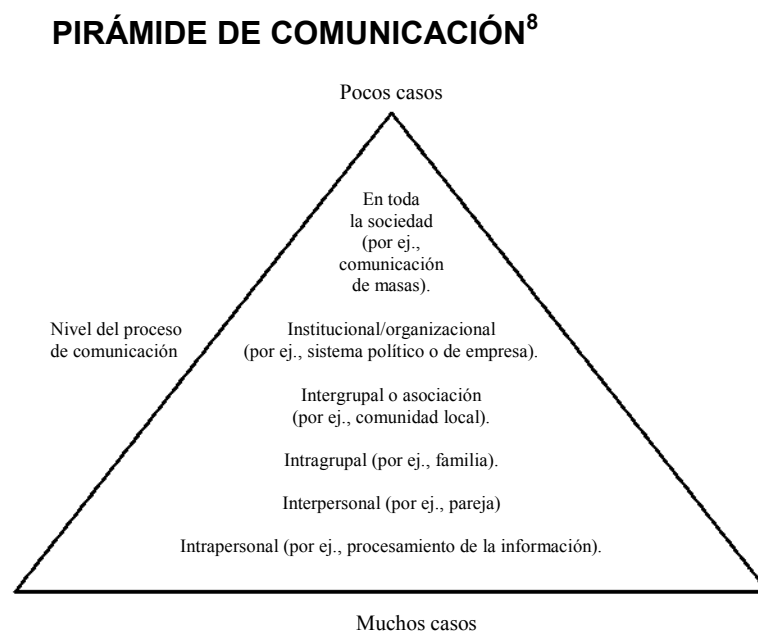 PIRÁMIDE DE COMUNICACIÓN⁸
Pocos casos
En toda
la sociedad
(por ej.,
comunicación
de masas).
Nivel del proceso
de comunicación
Institucional/organizacional
(por ej., sistema político o de empresa).
Intergrupal o asociación
(por ej., comunidad local).
Intragrupal (por ej., familia).
Interpersonal (por ej., pareja)
Intrapersonal (por ej., procesamiento de la información).
Muchos casos